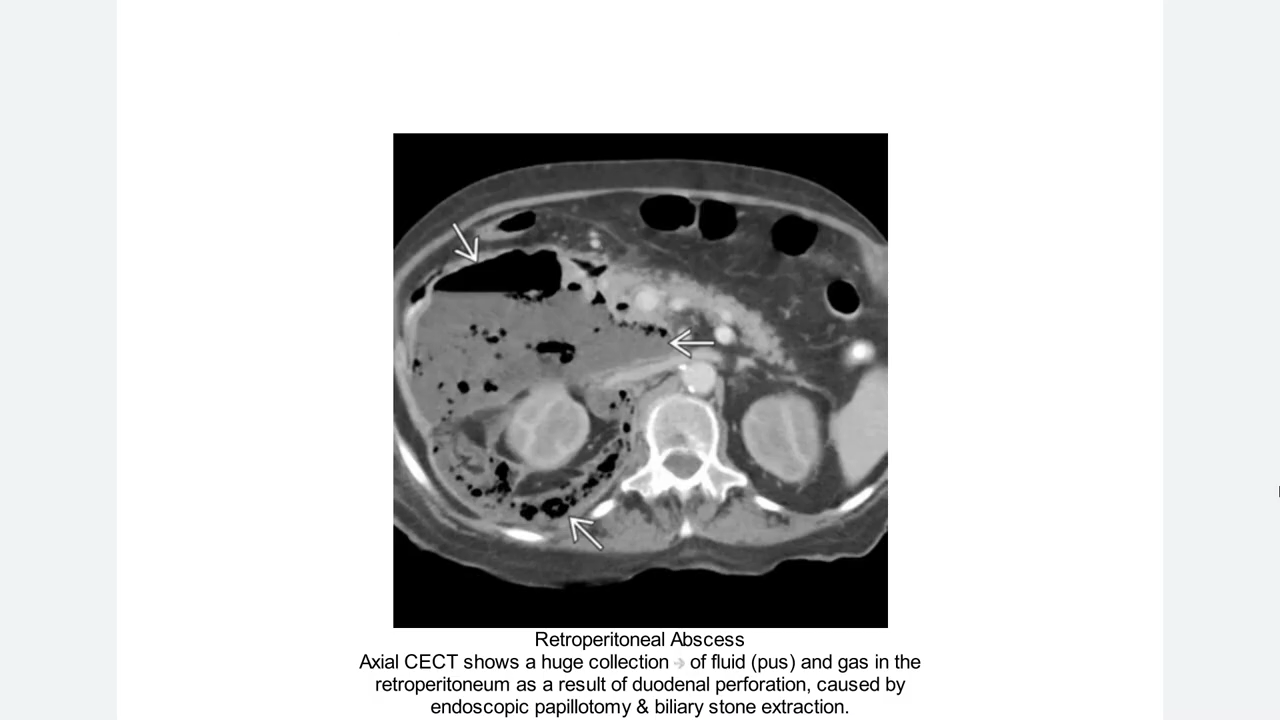 Retroperitoneal Abscess
Axial CECT shows a huge collection → of fluid (pus) and gas in the
retroperitoneum as a result of duodenal perforation, caused by
endoscopic papillotomy & biliary stone extraction.